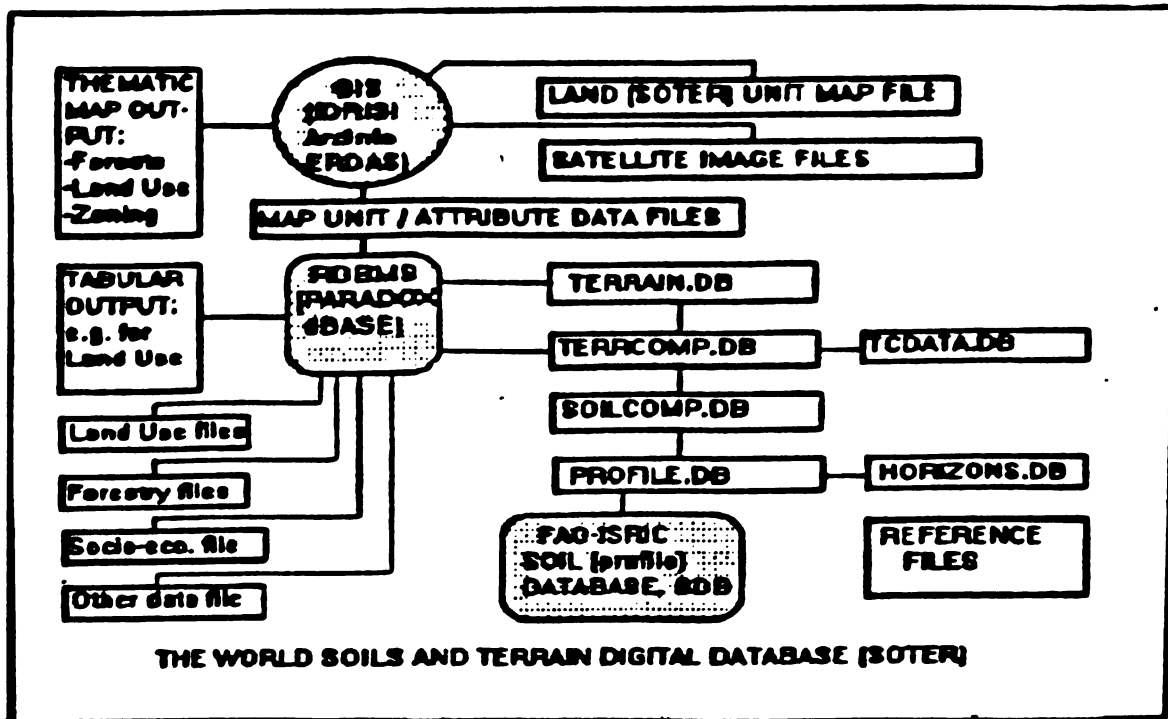 THEMATIC
MAP OUT-
PUT:
-Forests
-Land Use
-Zoning
GIS
[IDRISI
ArcInfo
ERDAS]
LAND [SOTER] UNIT MAP FILE
SATELLITE IMAGE FILES
MAP UNIT / ATTRIBUTE DATA FILES
TABULAR
OUTPUT:
e.g. for
Land Use
RDBMS
[PARADOX
dBASE]
TERRAIN.DB
TERRCOMP.DB
TCDATA.DB
SOILCOMP.DB
PROFILE.DB
HORIZONS.DB
Land Use files
Forestry files
Socio-eco. file
Other data file
FAO-ISRIC
SOIL [profile]
DATABASE, SDB
REFERENCE
FILES
THE WORLD SOILS AND TERRAIN DIGITAL DATABASE [SOTER]